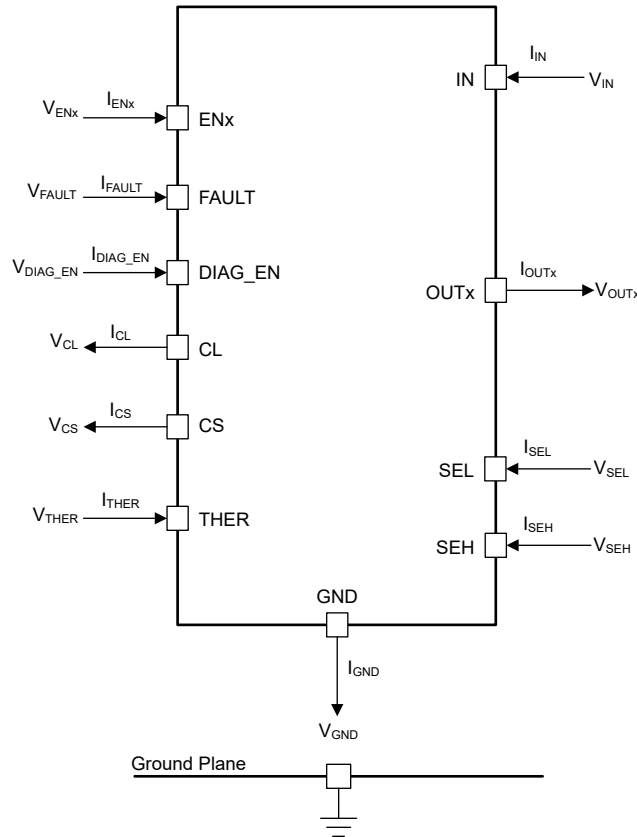 I_IN
IN
V_IN
V_ENx
I_ENx
ENx
V_FAULT
I_FAULT
FAULT
V_DIAG_EN
I_DIAG_EN
DIAG_EN
I_OUTx
OUTx
V_OUTx
V_CL
I_CL
CL
V_CS
I_CS
CS
I_SEL
SEL
V_SEL
V_THER
I_THER
THER
I_SEH
SEH
V_SEH
GND
I_GND
V_GND
Ground Plane